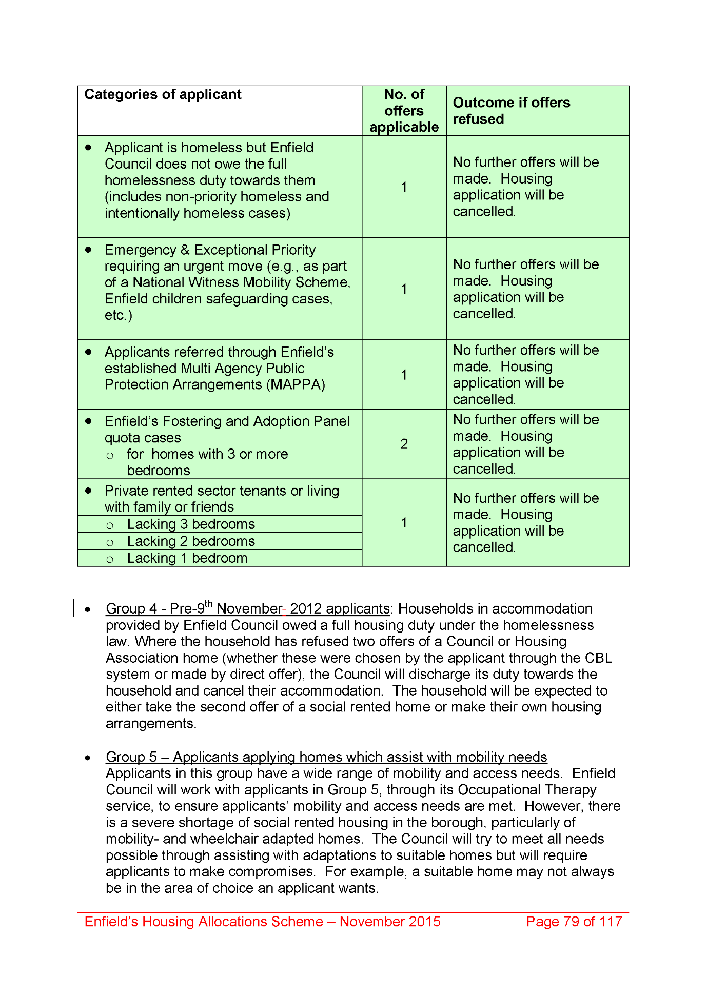 Categories of applicant
No. of
offers
applicable
Outcome if offers
refused
• Applicant is homeless but Enfield
Council does not owe the full
homelessness duty towards them
(includes non-priority homeless and
intentionally homeless cases)
1
No further offers will be
made.  Housing
application will be
cancelled.
• Emergency & Exceptional Priority
requiring an urgent move (e.g., as part
of a National Witness Mobility Scheme,
Enfield children safeguarding cases,
etc.)
1
No further offers will be
made.  Housing
application will be
cancelled.
• Applicants referred through Enfield’s
established Multi Agency Public
Protection Arrangements (MAPPA)
1
No further offers will be
made.  Housing
application will be
cancelled.
• Enfield’s Fostering and Adoption Panel
quota cases
o for  homes with 3 or more
bedrooms
2
No further offers will be
made.  Housing
application will be
cancelled.
• Private rented sector tenants or living
with family or friends
o Lacking 3 bedrooms
o Lacking 2 bedrooms
o Lacking 1 bedroom
1
No further offers will be
made.  Housing
application will be
cancelled.
• Group 4 - Pre-9th November- 2012 applicants: Households in accommodation
provided by Enfield Council owed a full housing duty under the homelessness
law. Where the household has refused two offers of a Council or Housing
Association home (whether these were chosen by the applicant through the CBL
system or made by direct offer), the Council will discharge its duty towards the
household and cancel their accommodation.  The household will be expected to
either take the second offer of a social rented home or make their own housing
arrangements.
• Group 5 – Applicants applying homes which assist with mobility needs
Applicants in this group have a wide range of mobility and access needs.  Enfield
Council will work with applicants in Group 5, through its Occupational Therapy
service, to ensure applicants’ mobility and access needs are met.  However, there
is a severe shortage of social rented housing in the borough, particularly of
mobility- and wheelchair adapted homes.  The Council will try to meet all needs
possible through assisting with adaptations to suitable homes but will require
applicants to make compromises.  For example, a suitable home may not always
be in the area of choice an applicant wants.
Enfield’s Housing Allocations Scheme – November 2015
Page 79 of 117